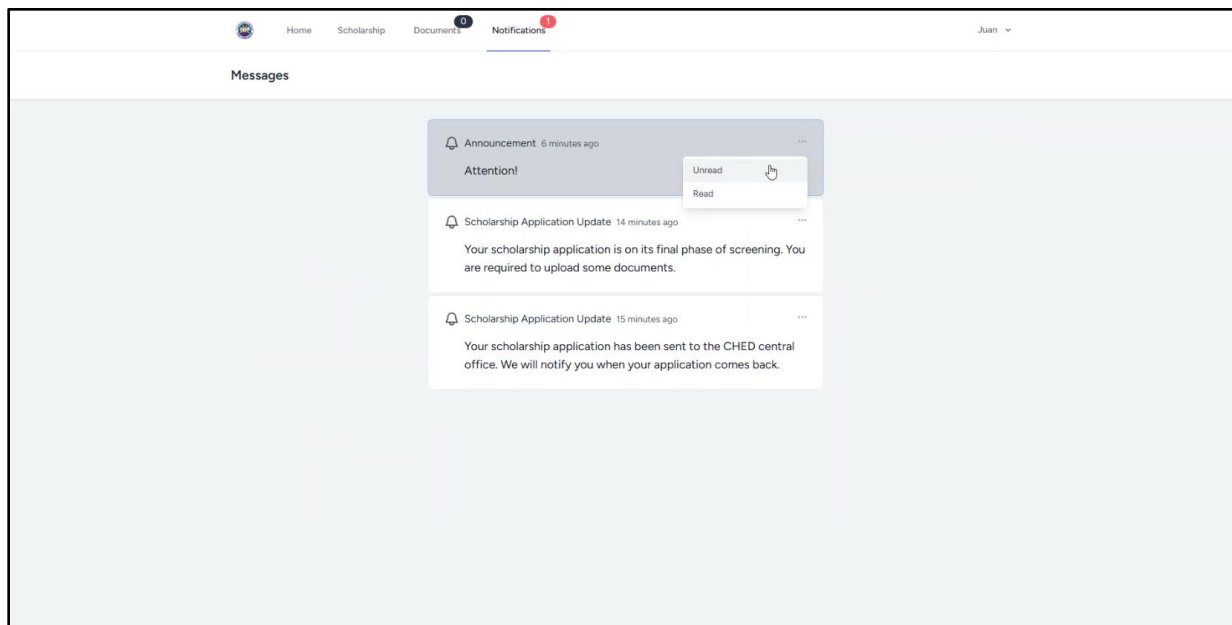 Home Scholarship Documents 0 Notifications 1 Juan
Messages
Announcement 6 minutes ago
Attention!
Unread
Read
Scholarship Application Update 14 minutes ago
Your scholarship application is on its final phase of screening. You
are required to upload some documents.
Scholarship Application Update 15 minutes ago
Your scholarship application has been sent to the CHED central
office. We will notify you when your application comes back.